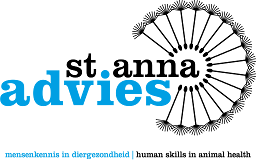 st anna
advies
mensenkennis in diergezondheid | human skills in animal health